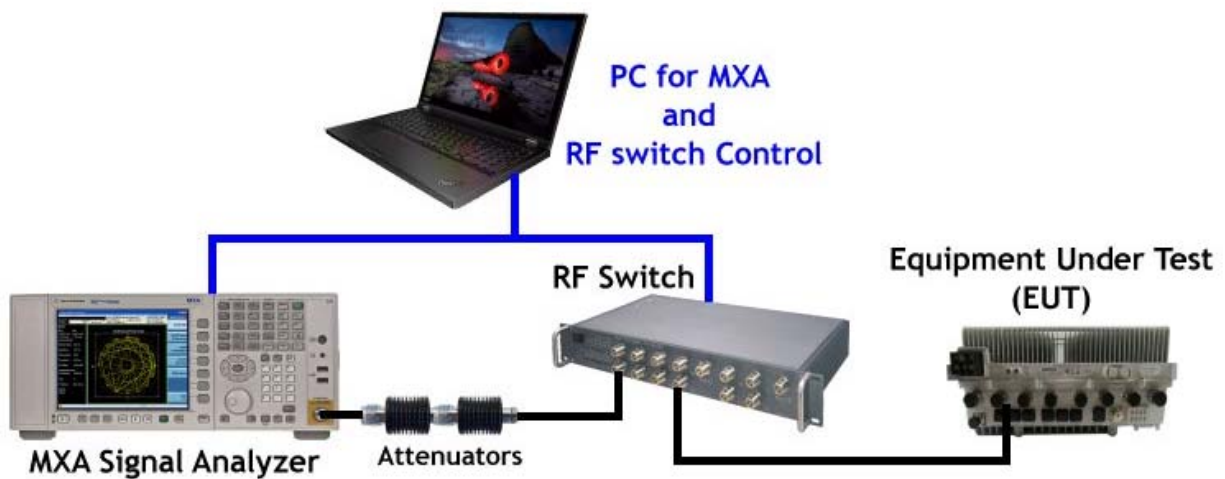 PC for MXA
and
RF switch Control
RF Switch
Equipment Under Test
(EUT)
MXA Signal Analyzer
Attenuators